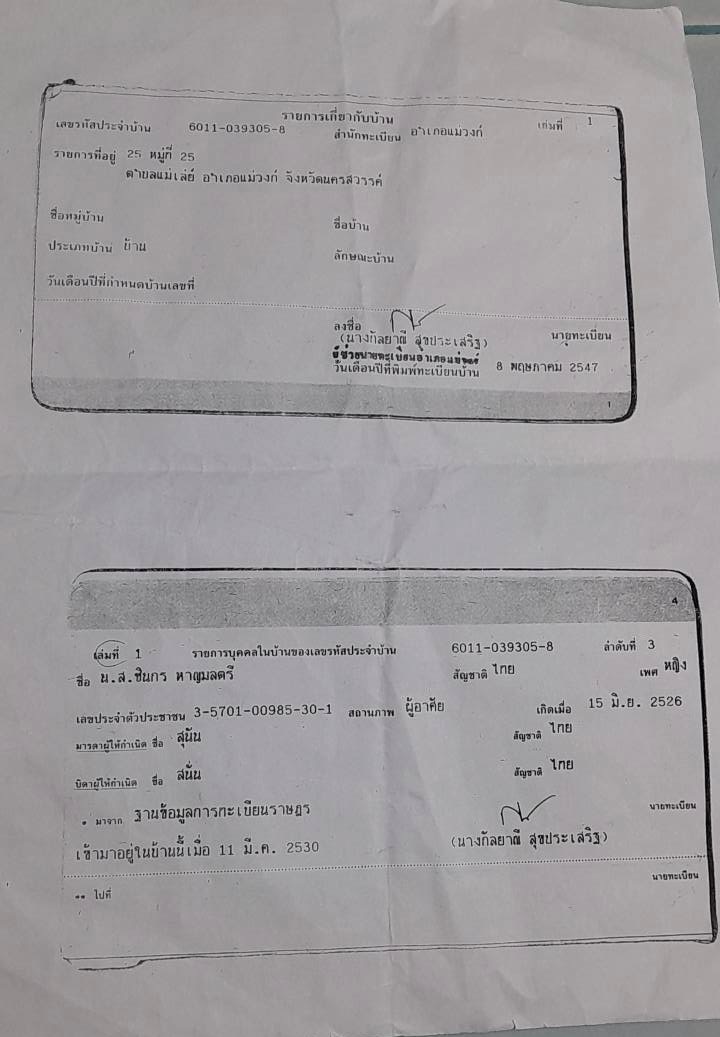 รายการเกี่ยวกับบ้าน เล่มที่ 1
เลขรหัสประจำบ้าน 6011-039305-8 สำนักทะเบียน อำเภอแม่วงก์
รายการที่อยู่ 25 หมู่ที่ 25
ตำบลแม่เล่ย์ อำเภอแม่วงก์ จังหวัดนครสวรรค์
ชื่อหมู่บ้าน ชื่อบ้าน
ประเภทบ้าน บ้าน ลักษณะบ้าน
วันเดือนปีที่กำหนดบ้านเลขที่
ลงชื่อ นายทะเบียน
(นางกัลยาณี สุขประเสริฐ)
ผู้ช่วยนายทะเบียนอำเภอแม่วงก์
วันเดือนปีที่พิมพ์ทะเบียนบ้าน 8 พฤษภาคม 2547
1
4
เล่มที่ 1 รายการบุคคลในบ้านของเลขรหัสประจำบ้าน 6011-039305-8 ลำดับที่ 3
ชื่อ น.ส.ชินกร หาญมลตรี สัญชาติ ไทย เพศ หญิง
เลขประจำตัวประชาชน 3-5701-00985-30-1 สถานภาพ ผู้อาศัย เกิดเมื่อ 15 มิ.ย. 2526
มารดาผู้ให้กำเนิด ชื่อ สุนัน สัญชาติ ไทย
บิดาผู้ให้กำเนิด ชื่อ สนั่น สัญชาติ ไทย
* มาจาก ฐานข้อมูลการทะเบียนราษฎร นายทะเบียน
เข้ามาอยู่ในบ้านนี้เมื่อ 11 มี.ค. 2530 (นางกัลยาณี สุขประเสริฐ)
** ไปที่ นายทะเบียน